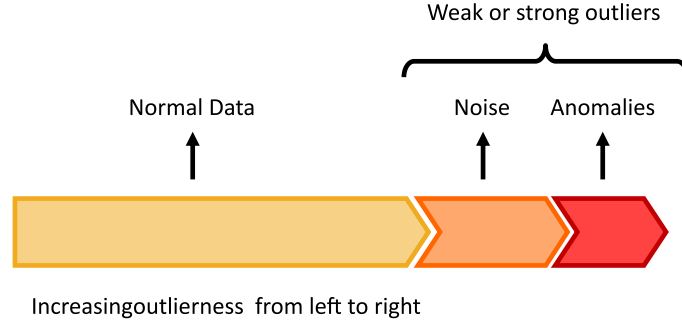 Weak or strong outliers
Normal Data
Noise
Anomalies
Increasingoutlierness  from left to right